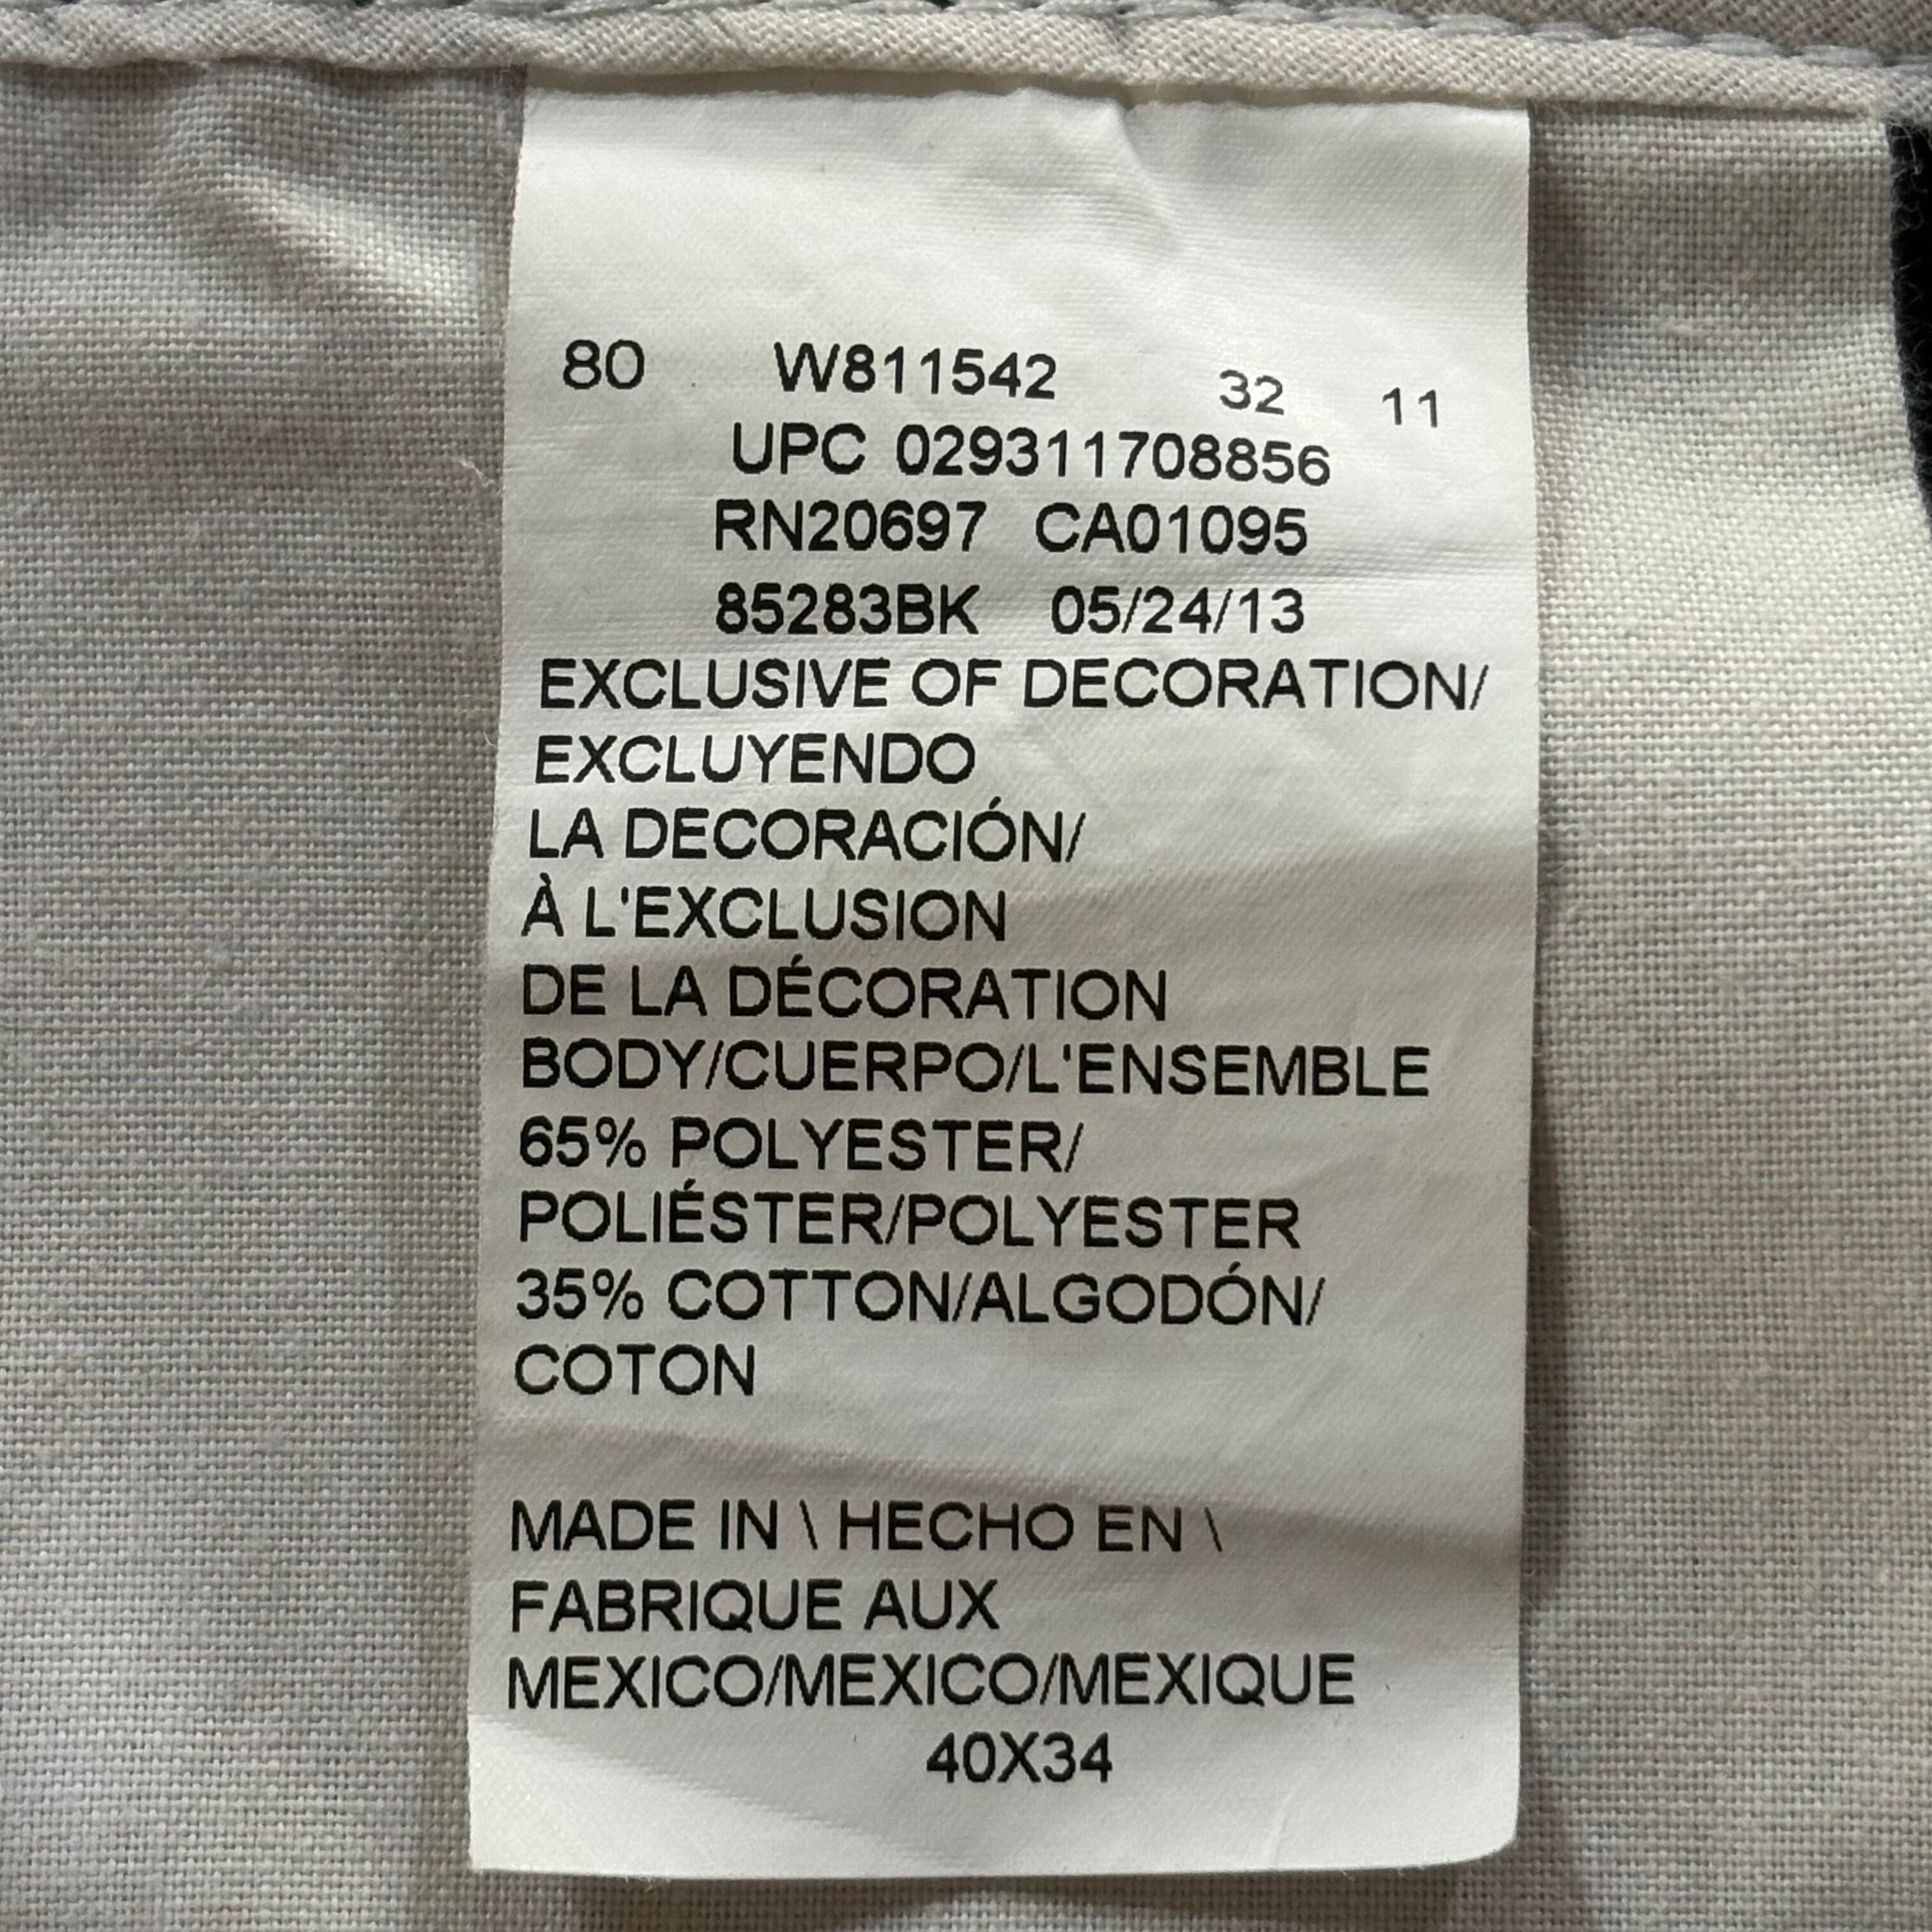 80 W811542 32 11
UPC 029311708856
RN20697 CA01095
85283BK 05/24/13
EXCLUSIVE OF DECORATION/
EXCLUYENDO
LA DECORACIÓN/
À L'EXCLUSION
DE LA DÉCORATION
BODY/CUERPO/L'ENSEMBLE
65% POLYESTER/
POLIÉSTER/POLYESTER
35% COTTON/ALGODÓN/
COTON
MADE IN \ HECHO EN \
FABRIQUE AUX
MEXICO/MEXICO/MEXIQUE
40X34